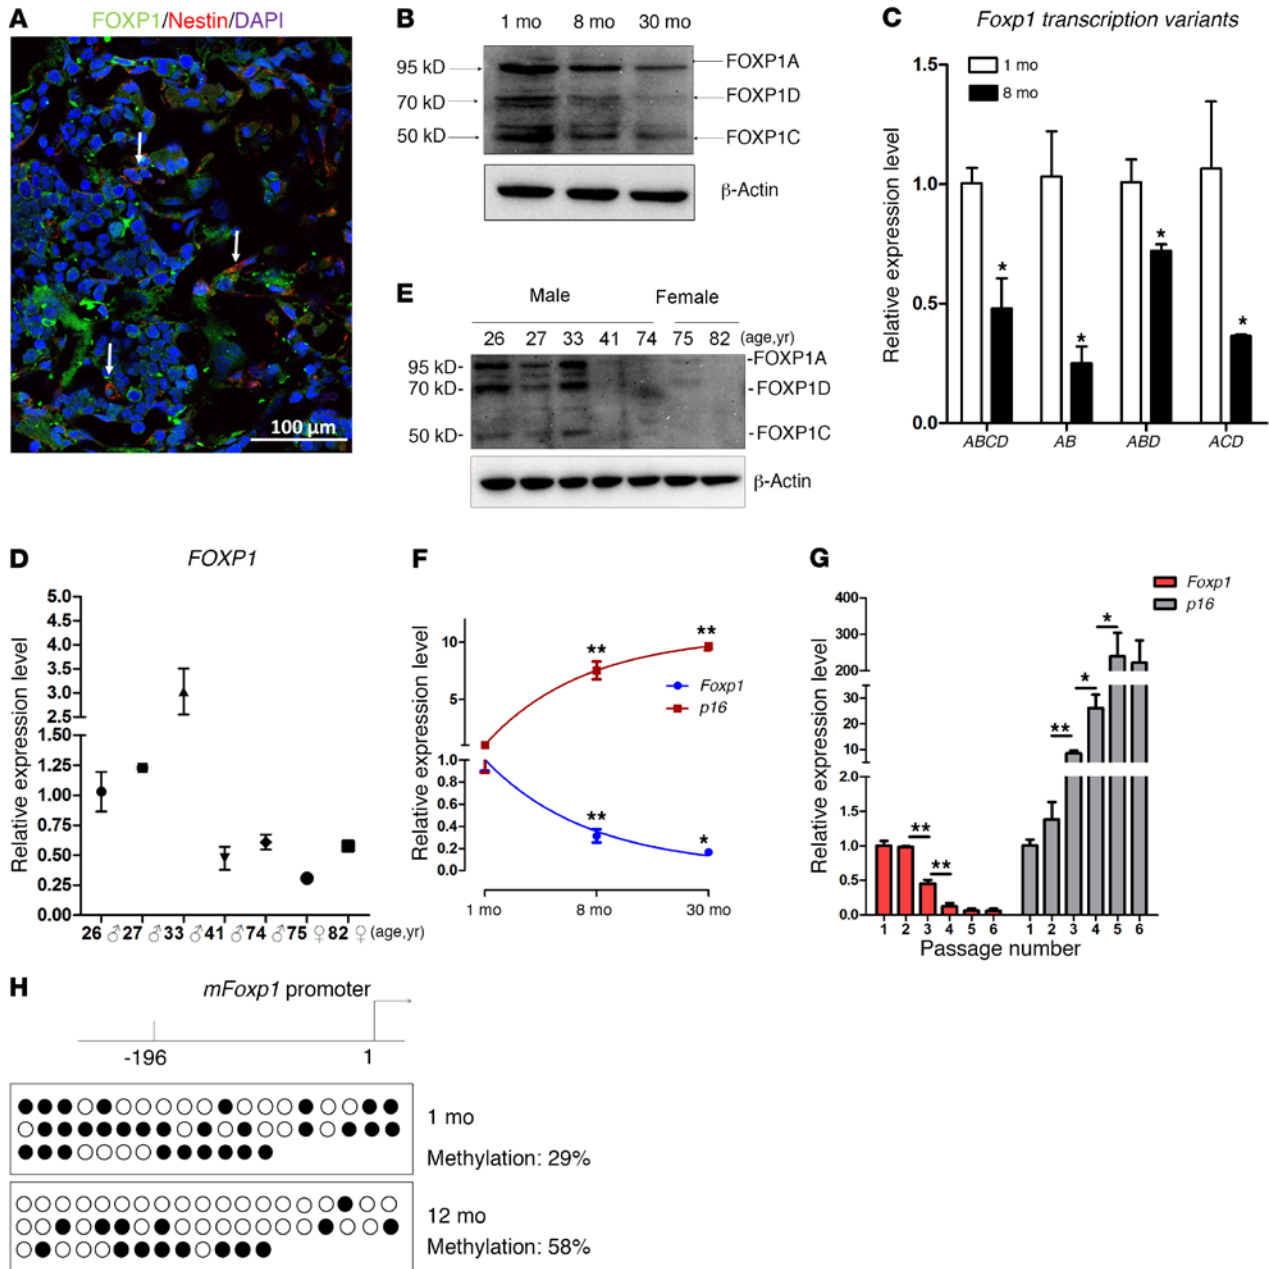 A
FOXP1/Nestin/DAPI
100 µm
B
1 mo 8 mo 30 mo
95 kD
70 kD
50 kD
FOXP1A
FOXP1D
FOXP1C
β-Actin
C
Foxp1 transcription variants
1 mo
8 mo
Relative expression level
1.5
1.0
0.5
0.0
* * * *
ABCD AB ABD ACD
E
Male Female
26 27 33 41 74 75 82 (age,yr)
95 kD-
70 kD-
50 kD-
-FOXP1A
-FOXP1D
-FOXP1C
β-Actin
D
FOXP1
Relative expression level
5.0
4.5
4.0
3.5
3.0
2.5
1.50
1.25
1.00
0.75
0.50
0.25
0.00
26 ♂ 27 ♂ 33 ♂ 41 ♂ 74 ♂ 75 ♀ 82 ♀ (age,yr)
F
Relative expression level
10
5
1.0
0.8
0.6
0.4
0.2
0.0
** **
** *
Foxp1
p16
1 mo 8 mo 30 mo
G
Foxp1
p16
Relative expression level
400
300
200
30
20
10
2.0
1.5
1.0
0.5
0.0
** ** ** * *
1 2 3 4 5 6 1 2 3 4 5 6
Passage number
H
mFoxp1 promoter
-196 1
1 mo
Methylation: 29%
12 mo
Methylation: 58%